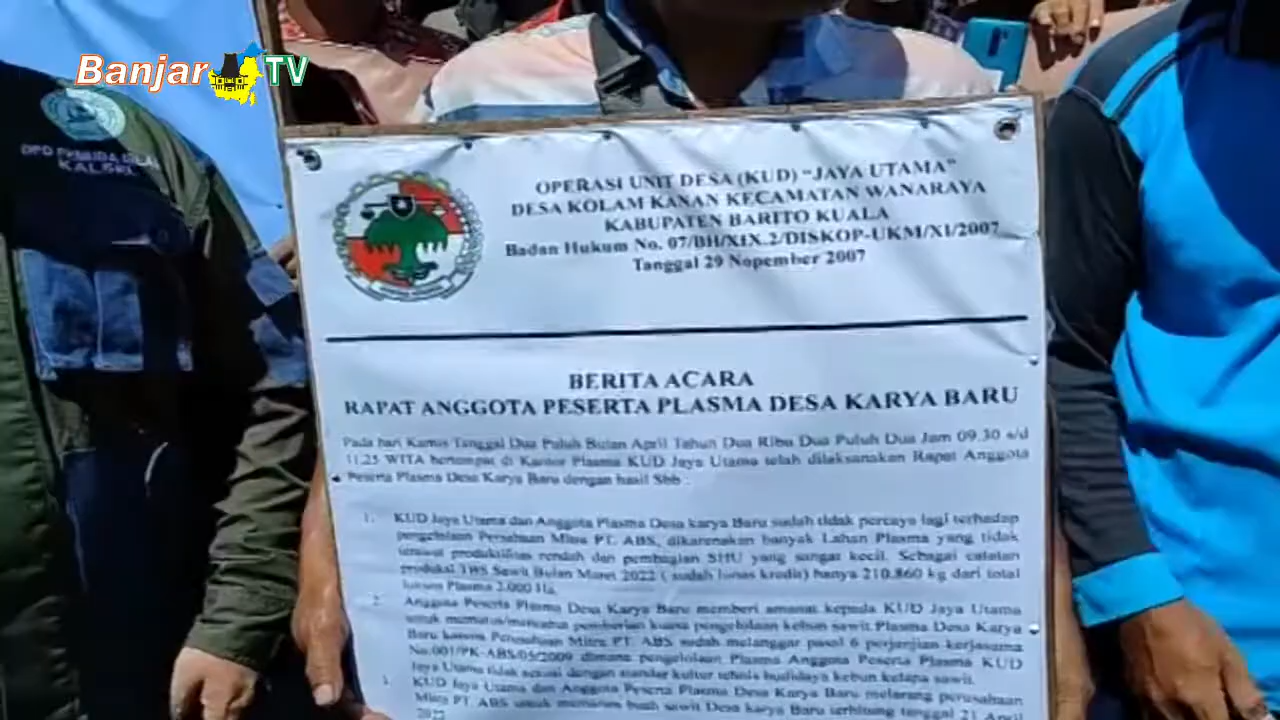 Banjar TV
DPD PEMUDA ISLAM
KALSEL
OPERASI UNIT DESA (KUD) "JAYA UTAMA"
DESA KOLAM KANAN KECAMATAN WANARAYA
KABUPATEN BARITO KUALA
Badan Hukum No. 07/BH/XIX.2/DISKOP-UKM/XI/2007
Tanggal 29 Nopember 2007
BERITA ACARA
RAPAT ANGGOTA PESERTA PLASMA DESA KARYA BARU
Pada hari Kamis Tanggal Dua Puluh Bulan April Tahun Dua Ribu Dua Puluh Dua Jam 09.30 s/d
11.25 WITA bertempat di Kantor Plasma KUD Jaya Utama telah dilaksanakan Rapat Anggota
Peserta Plasma Desa Karya Baru dengan hasil Sbb :
1. KUD Jaya Utama dan Anggota Plasma Desa karya Baru sudah tidak percaya lagi terhadap
pengelolaan Perusahaan Mitra PT. ABS, dikarenakan banyak Lahan Plasma yang tidak
terawat produktifitas rendah dan pembagian SHU yang sangat kecil. Sebagai catatan
produksi TBS Sawit Bulan Maret 2022 ( sudah lunas kredit) hanya 210.860 kg dari total
luasan Plasma 2.000 Ha.
2. Anggota Peserta Plasma Desa Karya Baru memberi amanat kepada KUD Jaya Utama
untuk memutus/mencabut pemberian kuasa pengelolaan kebun sawit Plasma Desa Karya
Baru karena Perusahaan Mitra PT. ABS sudah melanggar pasal 6 perjanjian kerjasama
No.001/PK-ABS/05/2009 dimana pengelolaan Plasma Anggota Peserta Plasma KUD
Jaya Utama tidak sesuai dengan standar kultur tehnis budidaya kebun kelapa sawit.
3. KUD Jaya Utama dan Anggota Peserta Plasma Desa Karya Baru melarang perusahaan
Mitra PT. ABS untuk memanen buah sawit Desa karya Baru terhitung tanggal 21 April
2022